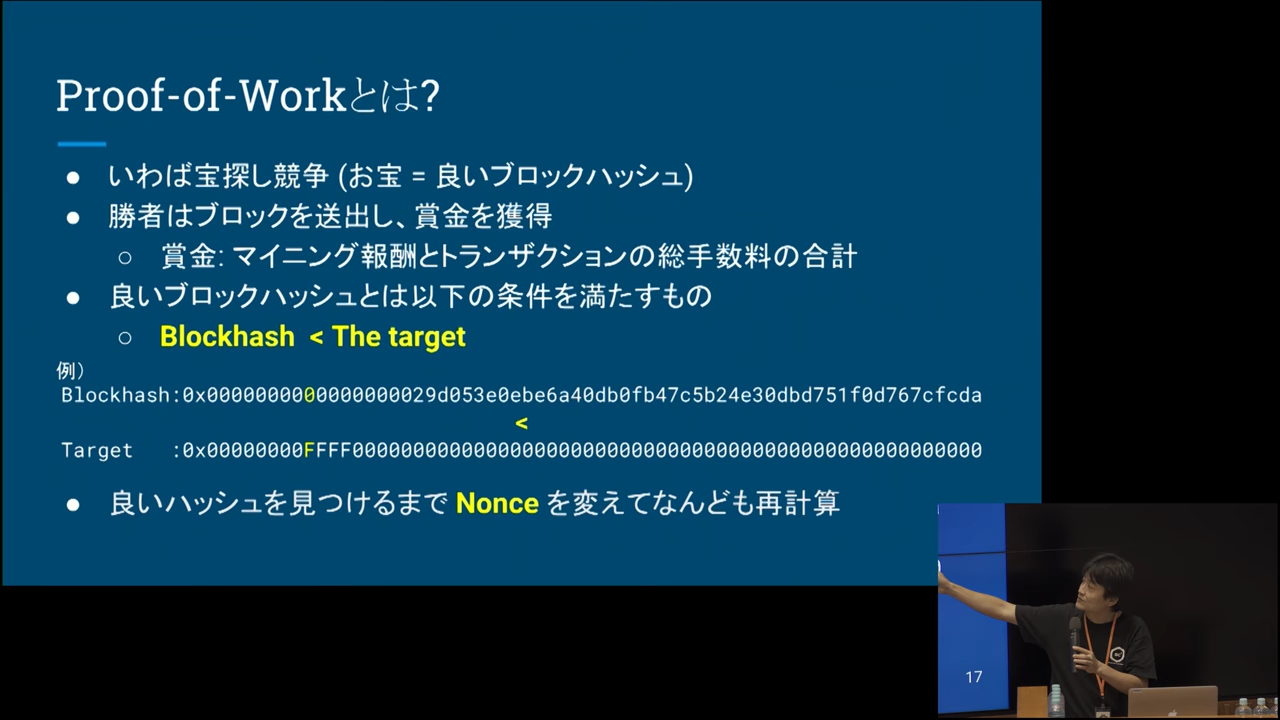 Proof-of-Workとは?
● いわば宝探し競争 (お宝 = 良いブロックハッシュ)
● 勝者はブロックを送出し、賞金を獲得
○ 賞金: マイニング報酬とトランザクションの総手数料の合計
● 良いブロックハッシュとは以下の条件を満たすもの
○ Blockhash < The target
例)
Blockhash:0x000000000000000000029d053e0ebe6a40db0fb47c5b24e30dbd751f0d767cfcda
<
Target :0x00000000FFFF0000000000000000000000000000000000000000000000000000
● 良いハッシュを見つけるまで Nonce を変えてなんども再計算
17